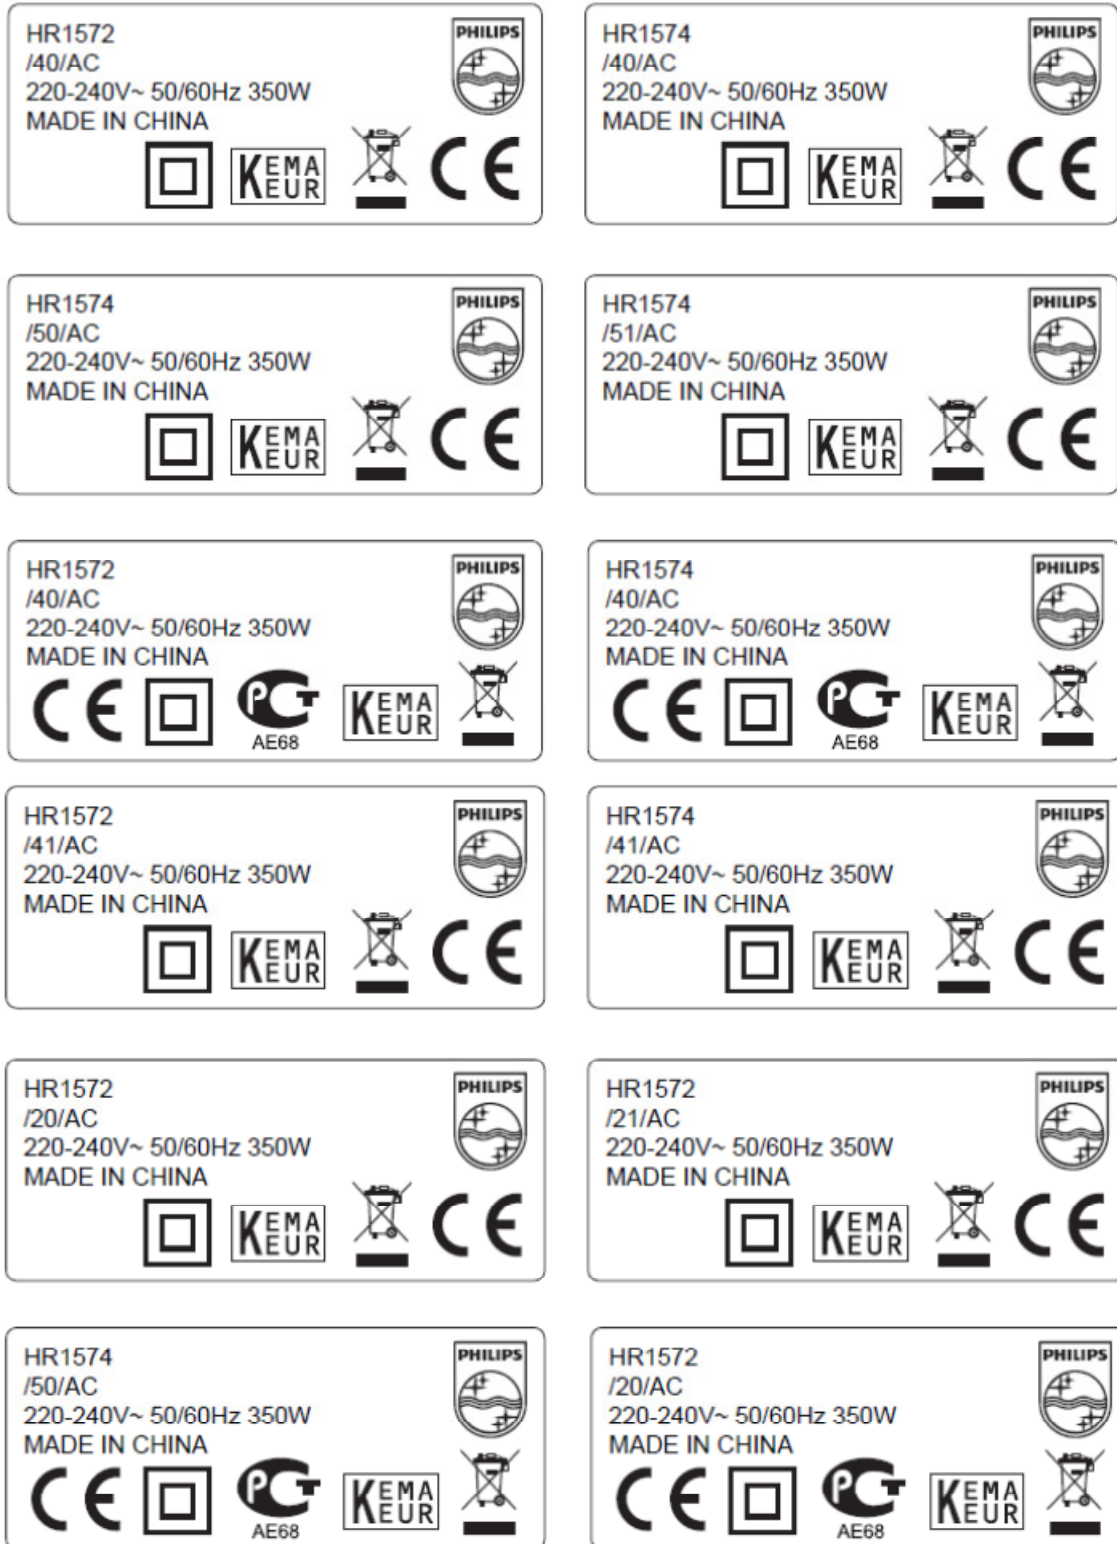 HR1572
/40/AC
220-240V~ 50/60Hz 350W
MADE IN CHINA
PHILIPS
KEMA
EUR
CE
HR1574
/40/AC
220-240V~ 50/60Hz 350W
MADE IN CHINA
PHILIPS
KEMA
EUR
CE
HR1574
/50/AC
220-240V~ 50/60Hz 350W
MADE IN CHINA
PHILIPS
KEMA
EUR
CE
HR1574
/51/AC
220-240V~ 50/60Hz 350W
MADE IN CHINA
PHILIPS
KEMA
EUR
CE
HR1572
/40/AC
220-240V~ 50/60Hz 350W
MADE IN CHINA
PHILIPS
CE
PCT
AE68
KEMA
EUR
HR1574
/40/AC
220-240V~ 50/60Hz 350W
MADE IN CHINA
PHILIPS
CE
PCT
AE68
KEMA
EUR
HR1572
/41/AC
220-240V~ 50/60Hz 350W
MADE IN CHINA
PHILIPS
KEMA
EUR
CE
HR1574
/41/AC
220-240V~ 50/60Hz 350W
MADE IN CHINA
PHILIPS
KEMA
EUR
CE
HR1572
/20/AC
220-240V~ 50/60Hz 350W
MADE IN CHINA
PHILIPS
KEMA
EUR
CE
HR1572
/21/AC
220-240V~ 50/60Hz 350W
MADE IN CHINA
PHILIPS
KEMA
EUR
CE
HR1574
/50/AC
220-240V~ 50/60Hz 350W
MADE IN CHINA
PHILIPS
CE
PCT
AE68
KEMA
EUR
HR1572
/20/AC
220-240V~ 50/60Hz 350W
MADE IN CHINA
PHILIPS
CE
PCT
AE68
KEMA
EUR